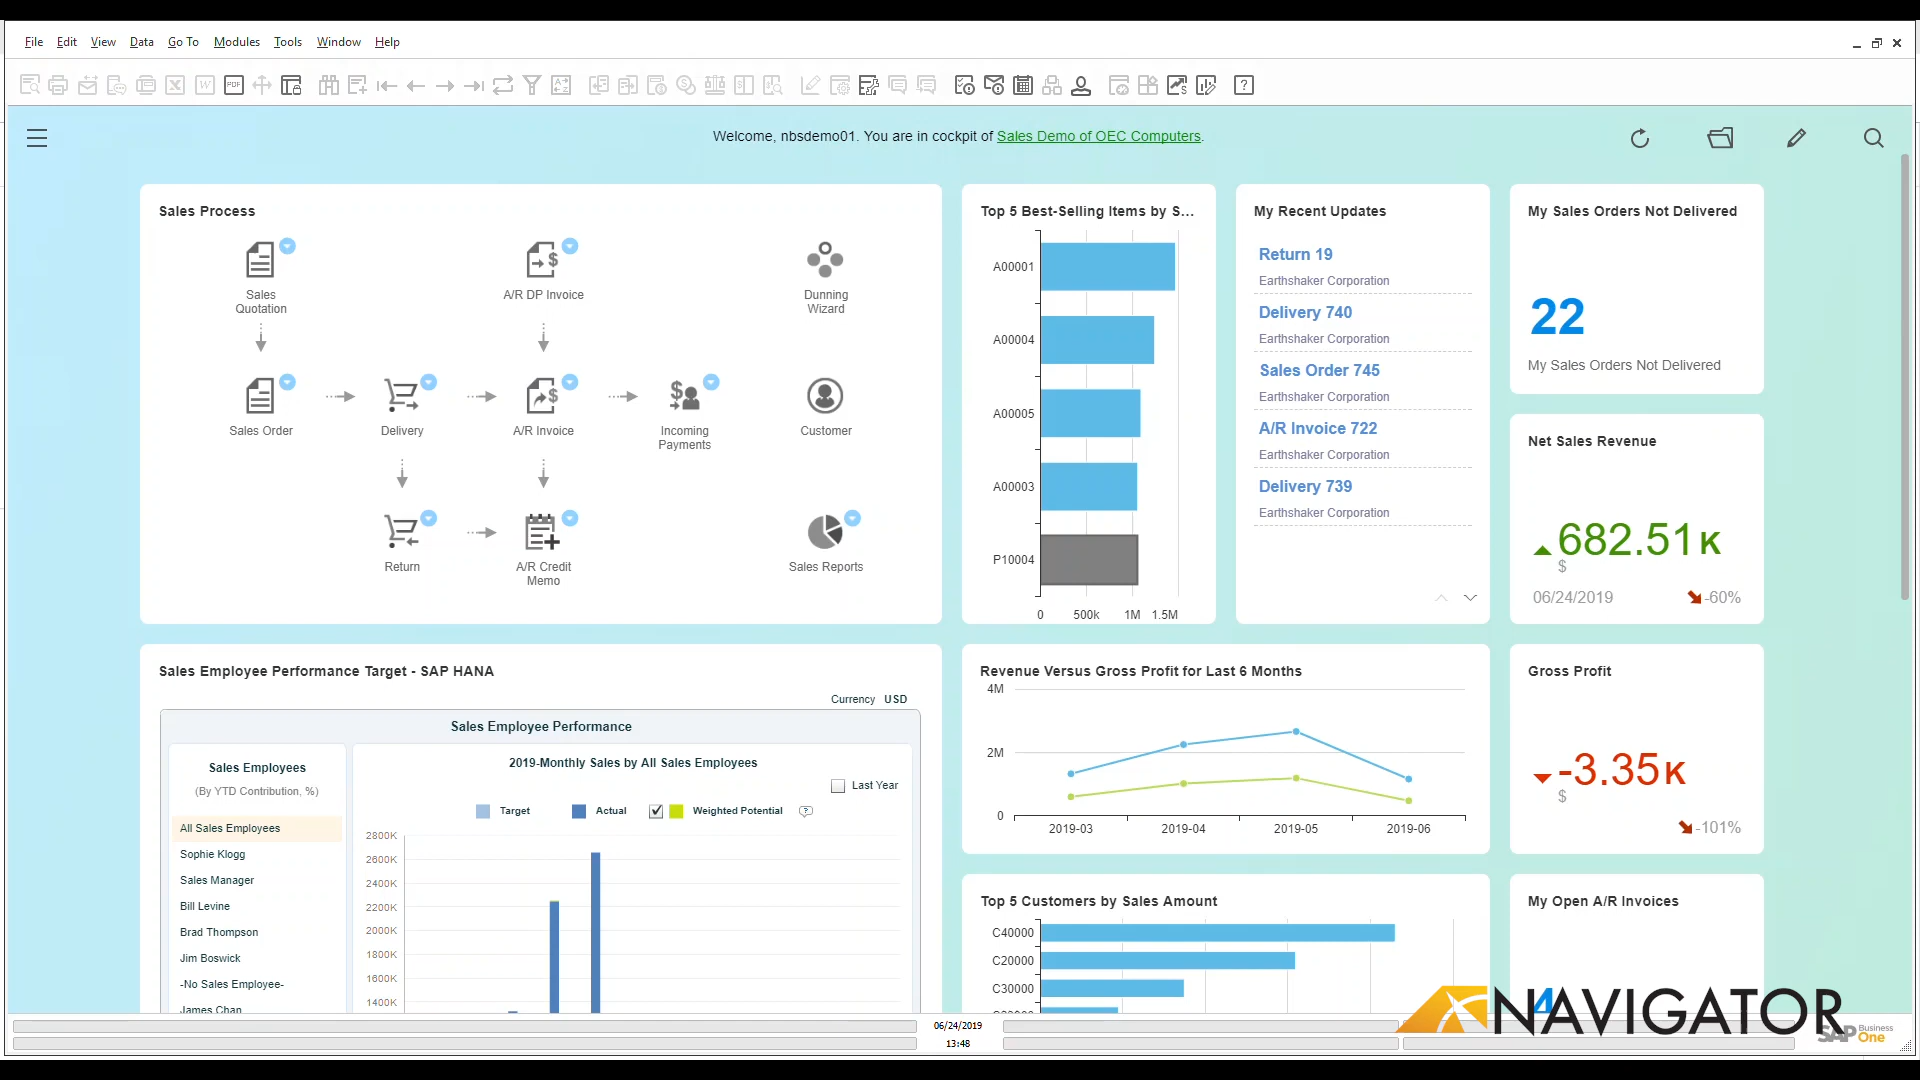 File Edit View Data Go To Modules Tools Window Help
Welcome, nbsdemo01. You are in cockpit of Sales Demo of OEC Computers.
Sales Process
Sales
Quotation
A/R DP Invoice
Dunning
Wizard
Sales Order
Delivery
A/R Invoice
Incoming
Payments
Customer
Return
A/R Credit
Memo
Sales Reports
Top 5 Best-Selling Items by S...
A00001
A00004
A00005
A00003
P10004
0 500k 1M 1.5M
My Recent Updates
Return 19
Earthshaker Corporation
Delivery 740
Earthshaker Corporation
Sales Order 745
Earthshaker Corporation
A/R Invoice 722
Earthshaker Corporation
Delivery 739
Earthshaker Corporation
My Sales Orders Not Delivered
22
My Sales Orders Not Delivered
Net Sales Revenue
682.51K
$
06/24/2019 -60%
Sales Employee Performance Target - SAP HANA
Currency USD
Sales Employee Performance
Sales Employees
(By YTD Contribution, %)
All Sales Employees
Sophie Klogg
Sales Manager
Bill Levine
Brad Thompson
Jim Boswick
-No Sales Employee-
James Chan
2019-Monthly Sales by All Sales Employees
Last Year
Target Actual Weighted Potential
2800K
2600K
2400K
2200K
2000K
1800K
1600K
1400K
Revenue Versus Gross Profit for Last 6 Months
4M
2M
0
2019-03 2019-04 2019-05 2019-06
Gross Profit
-3.35K
$
-101%
Top 5 Customers by Sales Amount
C40000
C20000
C30000
My Open A/R Invoices
4
NAVIGATOR
SAP Business
One
06/24/2019
13:48